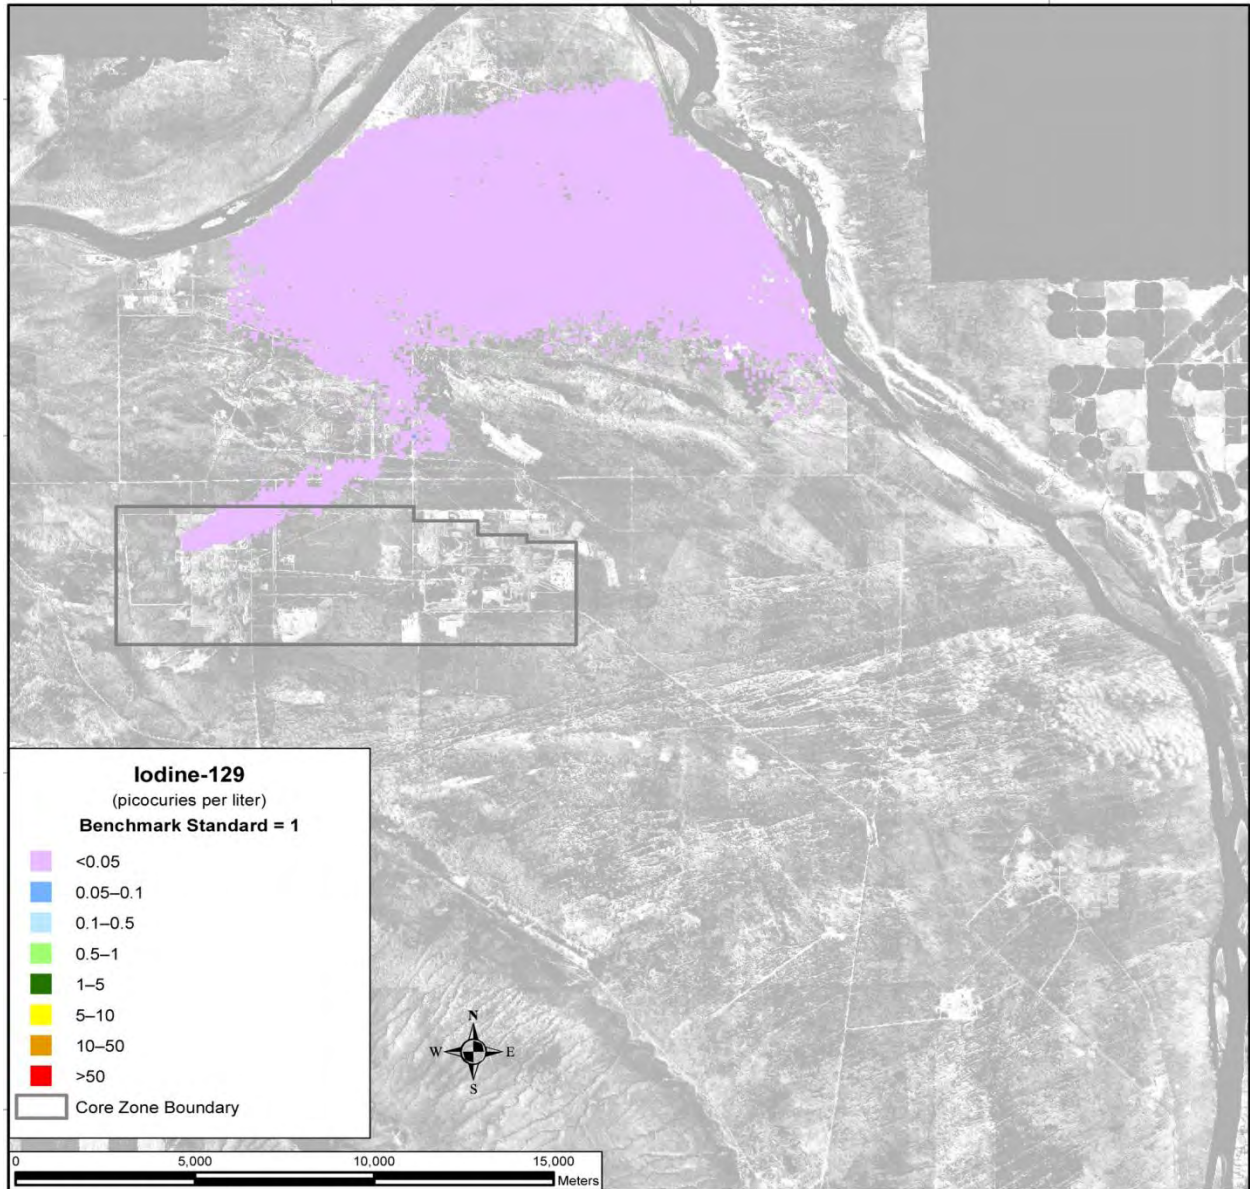 Iodine-129
(picocuries per liter)
Benchmark Standard = 1
<0.05
0.05–0.1
0.1–0.5
0.5–1
1–5
5–10
10–50
>50
Core Zone Boundary
N
W E
S
0 5,000 10,000 15,000
Meters